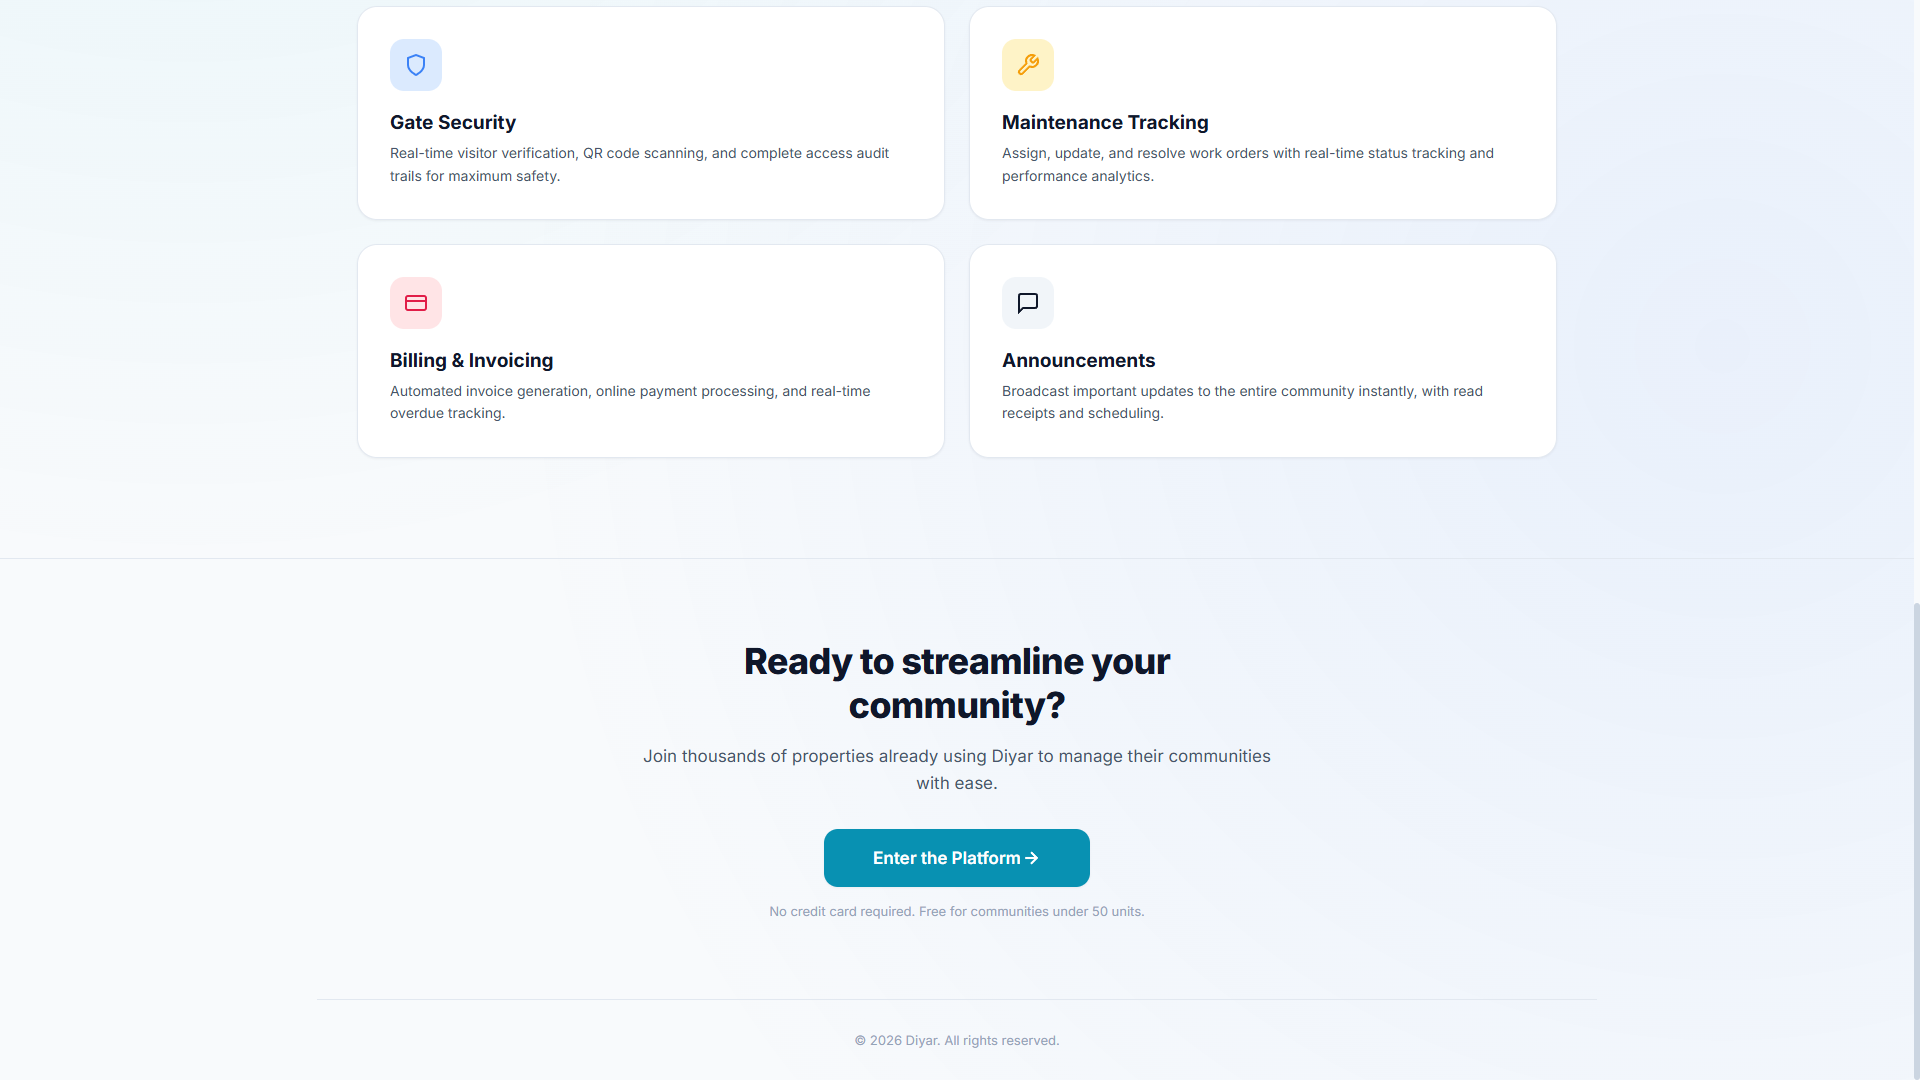 Gate Security
Real-time visitor verification, QR code scanning, and complete access audit
trails for maximum safety.
Maintenance Tracking
Assign, update, and resolve work orders with real-time status tracking and
performance analytics.
Billing & Invoicing
Automated invoice generation, online payment processing, and real-time
overdue tracking.
Announcements
Broadcast important updates to the entire community instantly, with read
receipts and scheduling.
Ready to streamline your
community?
Join thousands of properties already using Diyar to manage their communities
with ease.
Enter the Platform →
No credit card required. Free for communities under 50 units.
© 2026 Diyar. All rights reserved.